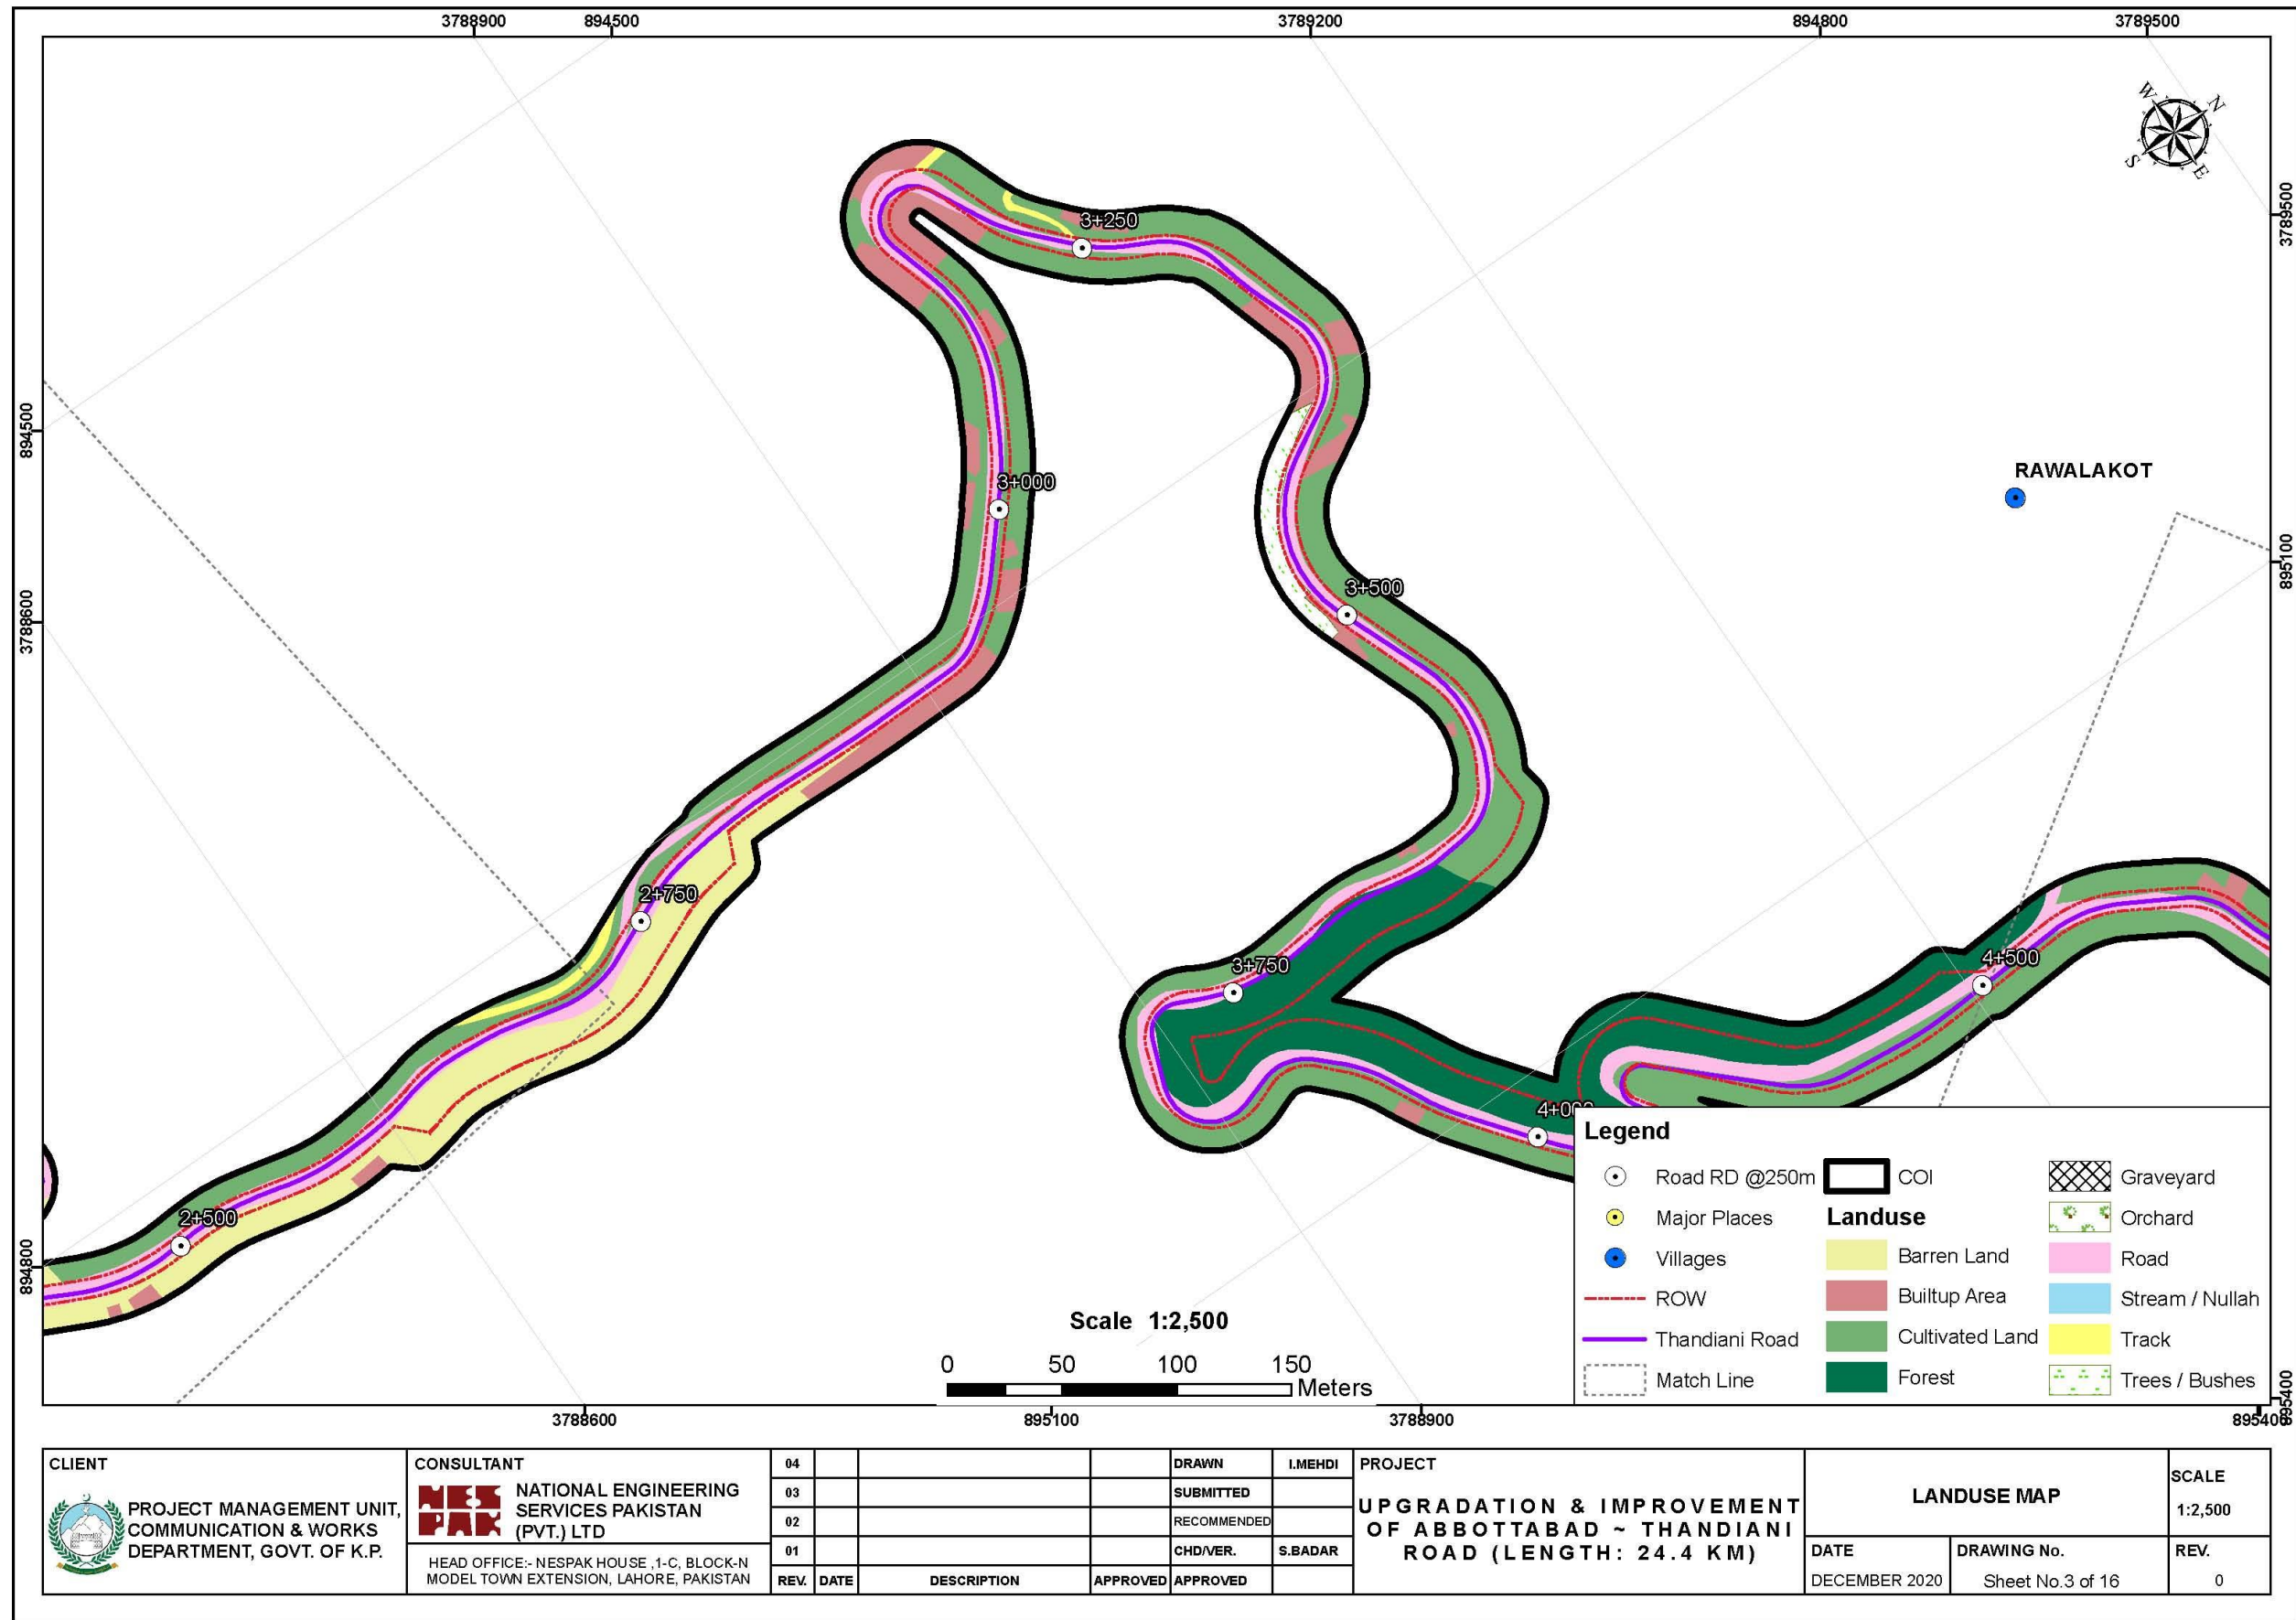 3788900
894500
3789200
894800
3789500
W
N
S
E
3789500
3+250
894500
RAWALAKOT
3+000
895100
3+500
3788600
2+750
3+750
4+500
4+0
2+500
894800
Legend
Road RD @250m
Major Places
Villages
ROW
Thandiani Road
Match Line
COI
Landuse
Barren Land
Builtup Area
Cultivated Land
Forest
Graveyard
Orchard
Road
Stream / Nullah
Track
Trees / Bushes
Scale 1:2,500
0 50 100 150
Meters
895400
3788600
895100
3788900
895400
CLIENT
PROJECT MANAGEMENT UNIT,
COMMUNICATION & WORKS
DEPARTMENT, GOVT. OF K.P.
CONSULTANT
NES
PAK
NATIONAL ENGINEERING
SERVICES PAKISTAN
(PVT.) LTD
HEAD OFFICE:- NESPAK HOUSE ,1-C, BLOCK-N
MODEL TOWN EXTENSION, LAHORE, PAKISTAN
04
03
02
01
REV. DATE DESCRIPTION APPROVED
DRAWN I.MEHDI
SUBMITTED
RECOMMENDED
CHD/VER. S.BADAR
APPROVED
PROJECT
UPGRADATION & IMPROVEMENT
OF ABBOTTABAD ~ THANDIANI
ROAD (LENGTH: 24.4 KM)
LANDUSE MAP
SCALE
1:2,500
DATE
DECEMBER 2020
DRAWING No.
Sheet No.3 of 16
REV.
0